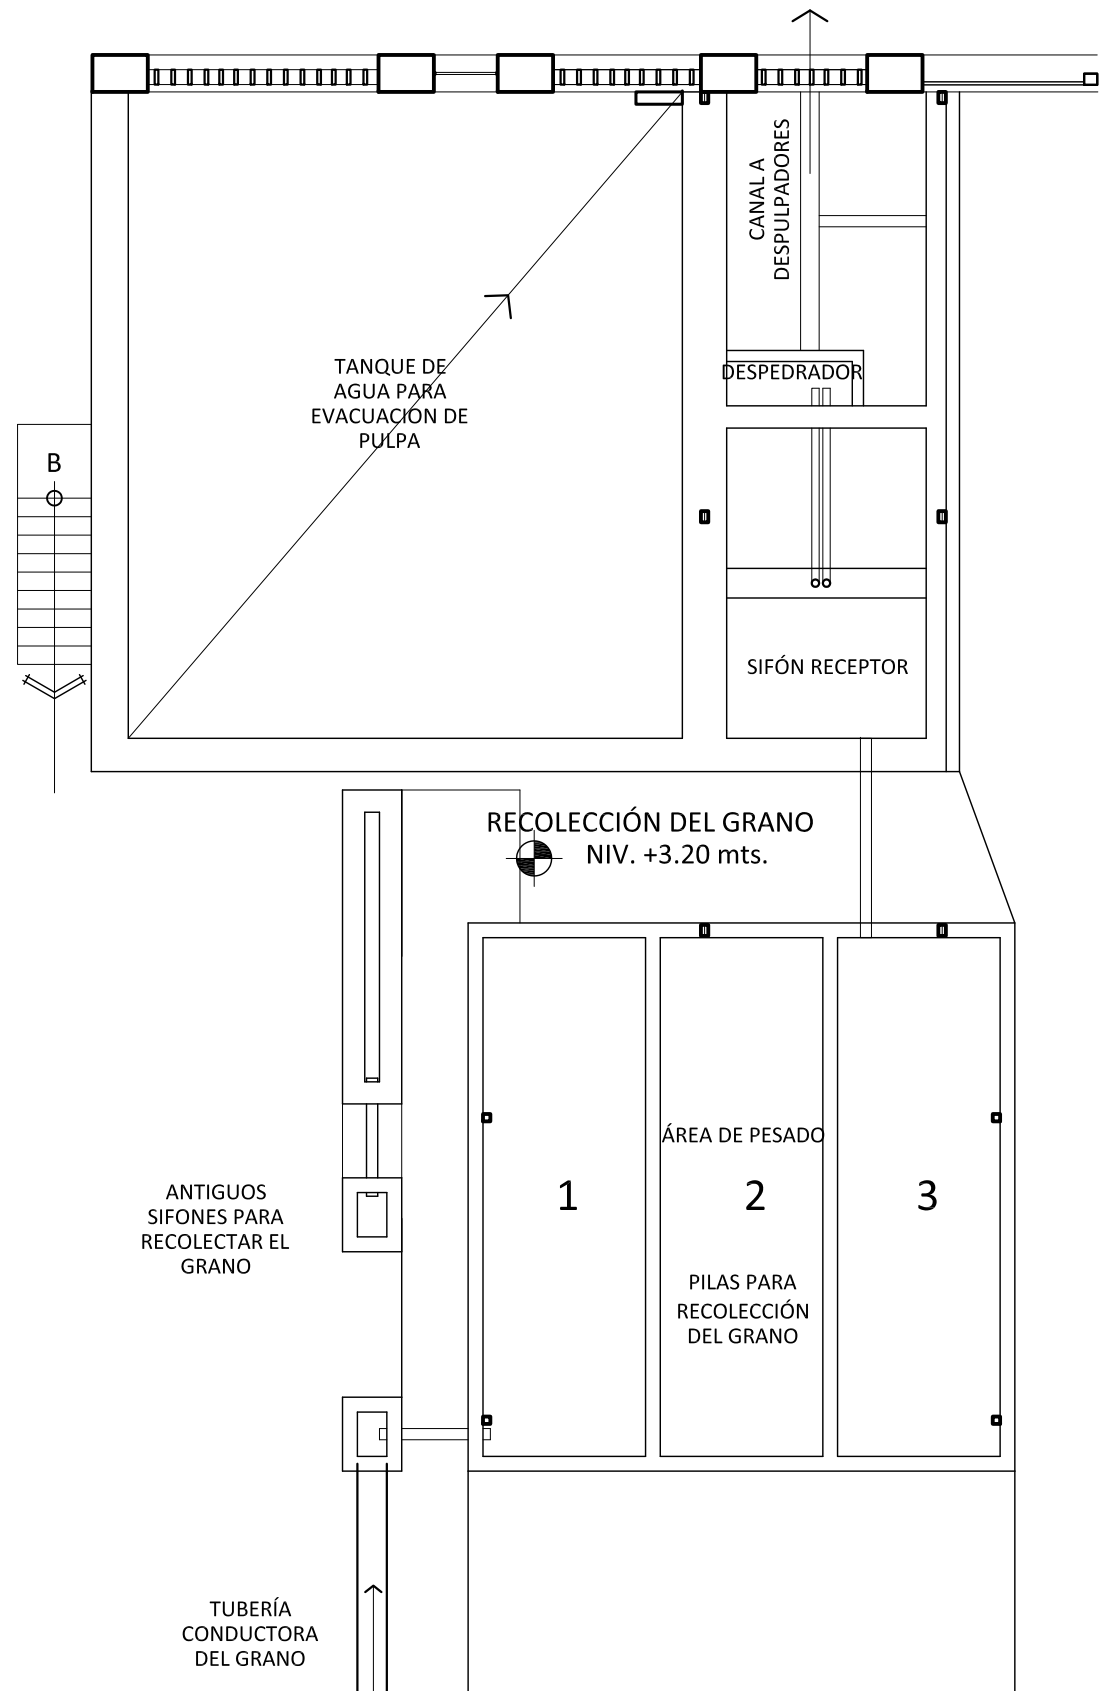 CANAL A
DESPULPADORES
TANQUE DE
AGUA PARA
EVACUACIÓN DE
PULPA
DESPEDRADOR
B
SIFÓN RECEPTOR
RECOLECCIÓN DEL GRANO
NIV. +3.20 mts.
ÁREA DE PESADO
1
2
3
ANTIGUOS
SIFONES PARA
RECOLECTAR EL
GRANO
PILAS PARA
RECOLECCIÓN
DEL GRANO
TUBERÍA
CONDUCTORA
DEL GRANO